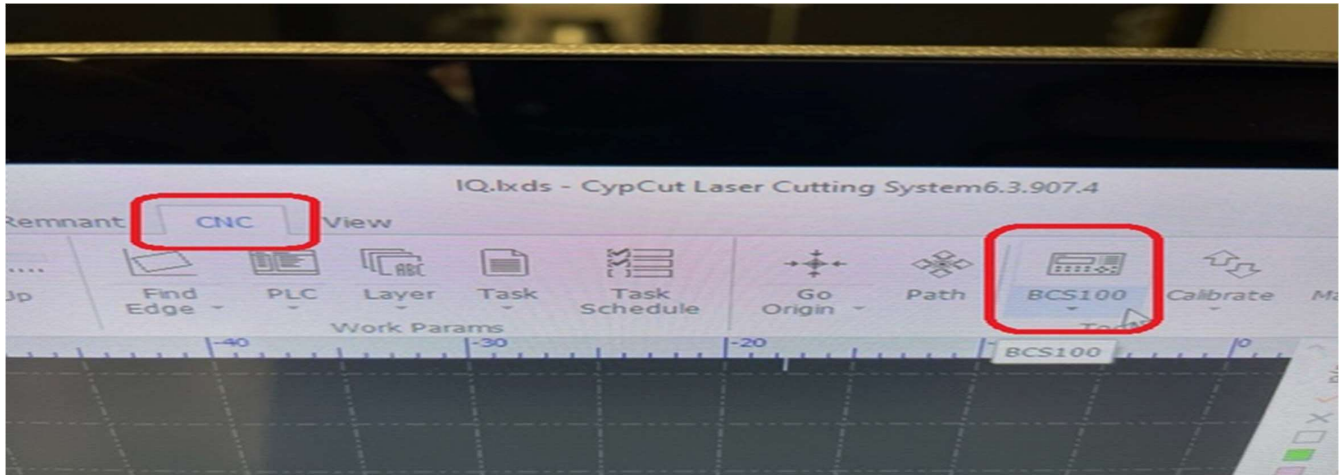 IQ.lxds - CypCut Laser Cutting System6.3.907.4
Remnant CNC View
Find Edge
PLC
Layer
Task
Task Schedule
Go Origin
Path
BCS100
Calibrate
Work Params
-40 -30 -20 0
BCS100